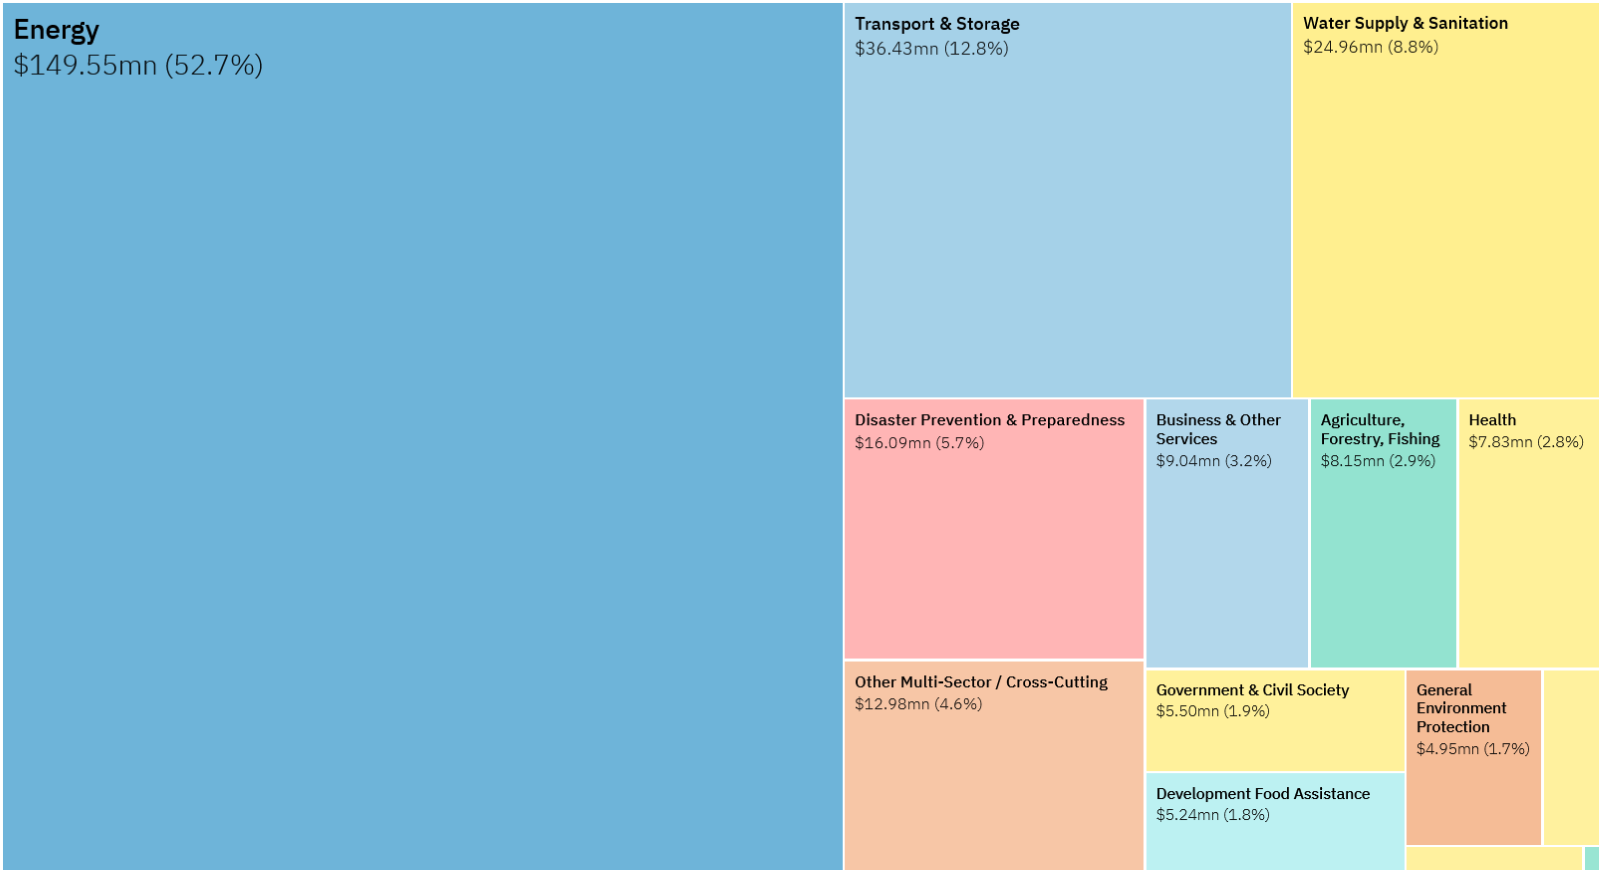 Energy
$149.55mn (52.7%)
Transport & Storage
$36.43mn (12.8%)
Water Supply & Sanitation
$24.96mn (8.8%)
Disaster Prevention & Preparedness
$16.09mn (5.7%)
Business & Other
Services
$9.04mn (3.2%)
Agriculture,
Forestry, Fishing
$8.15mn (2.9%)
Health
$7.83mn (2.8%)
Other Multi-Sector / Cross-Cutting
$12.98mn (4.6%)
Government & Civil Society
$5.50mn (1.9%)
General
Environment
Protection
$4.95mn (1.7%)
Development Food Assistance
$5.24mn (1.8%)